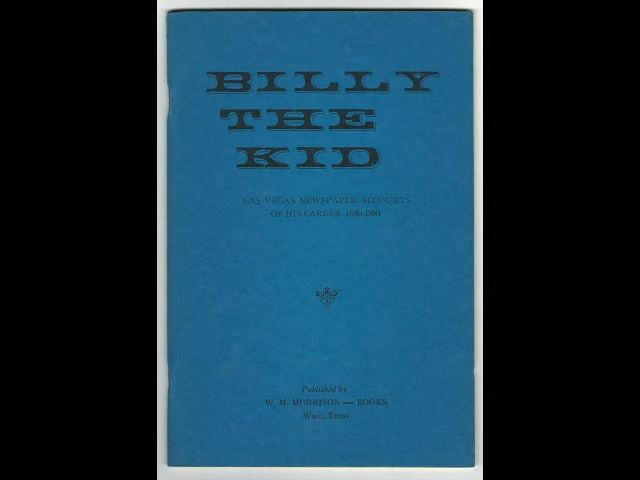 BILLY
THE
KID
LAS VEGAS NEWSPAPER ACCOUNTS
OF HIS CAREER, 1880-1881
Published by
W. M. MORRISON — BOOKS
Waco, Texas